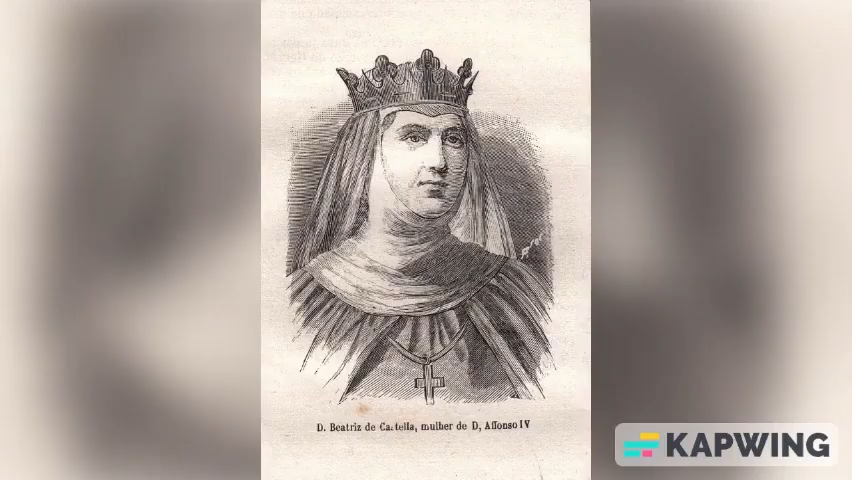 D. Beatriz de Castella, mulher de D, Affonso IV
KAPWING